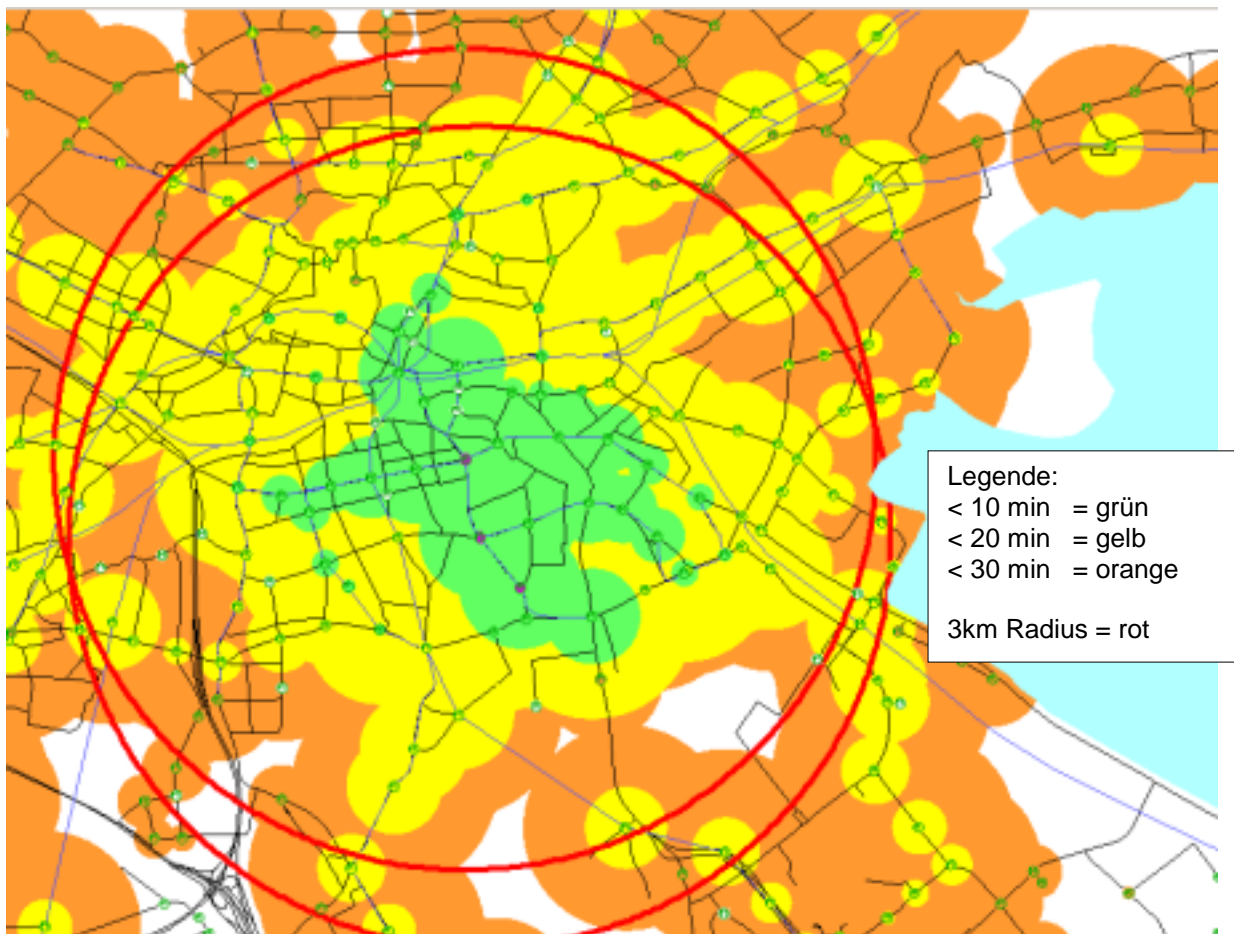 Legende:
< 10 min = grün
< 20 min = gelb
< 30 min = orange
3km Radius = rot